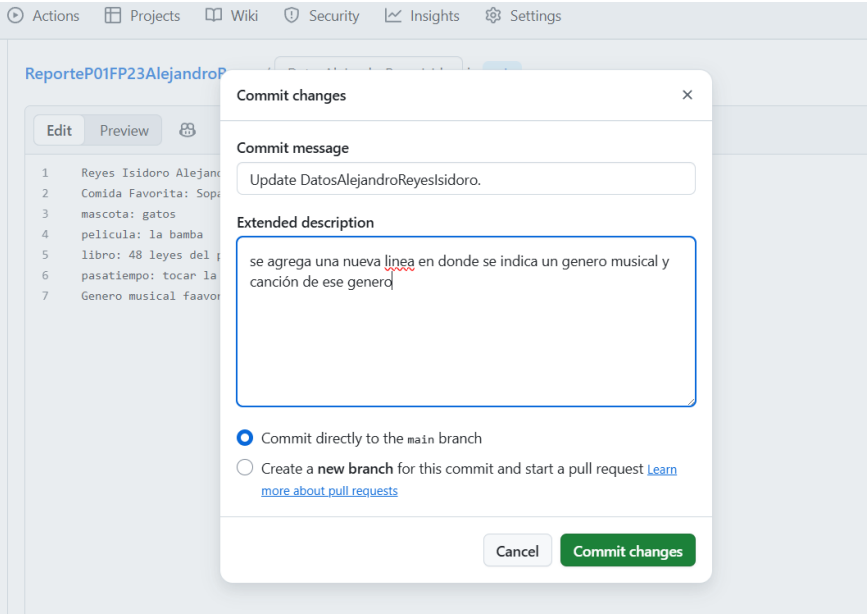 Actions Projects Wiki Security Insights Settings
Commit changes
Edit Preview
Commit message
Update DatosAlejandroReyesIsidoro.
Extended description
se agrega una nueva linea en donde se indica un genero musical y
canción de ese genero
1 Reyes Isidoro
2 Comida Favorita:
3 mascota: gatos
4 pelicula: la bamba
5 libro: 48 leyes del
6 pasatiempo: tocar la
7 Genero musical
Commit directly to the main branch
Create a new branch for this commit and start a pull request Learn
more about pull requests
Cancel Commit changes